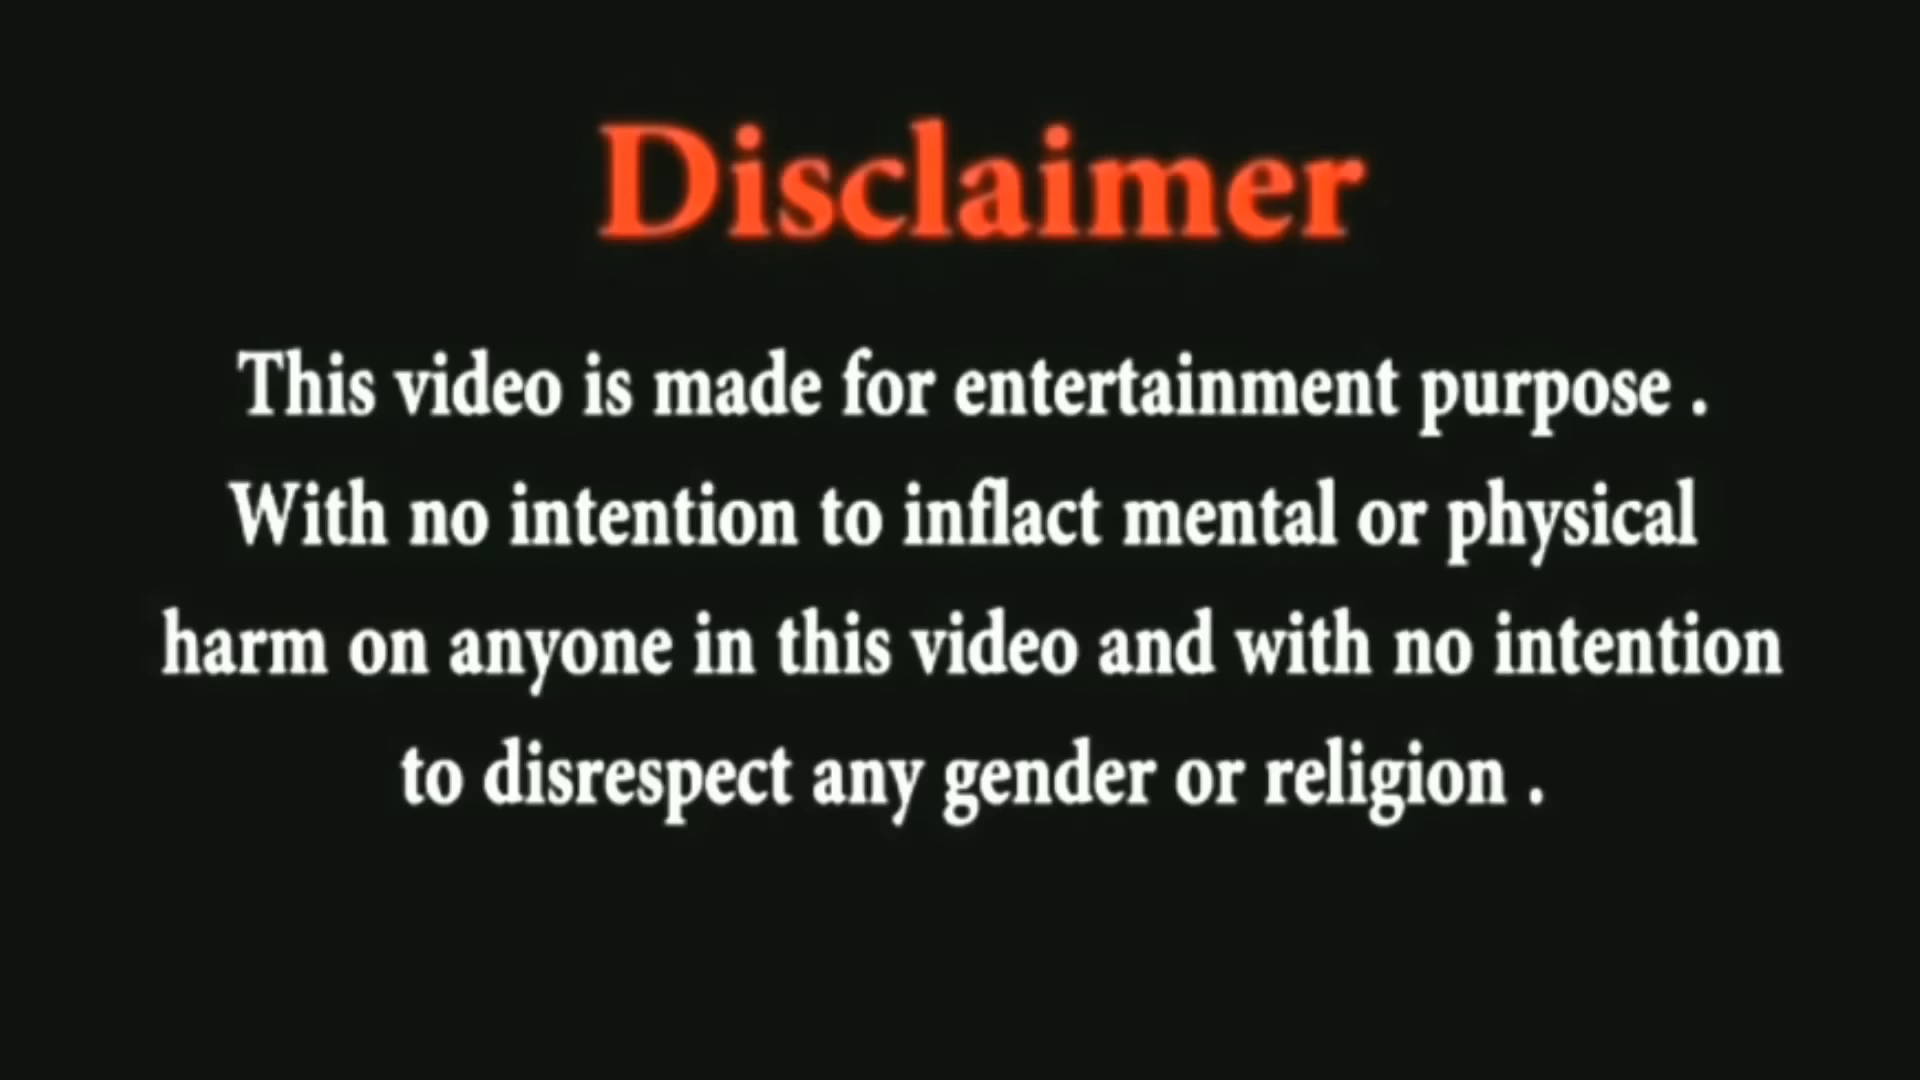 Disclaimer
This video is made for entertainment purpose .
With no intention to inflact mental or physical
harm on anyone in this video and with no intention
to disrespect any gender or religion .